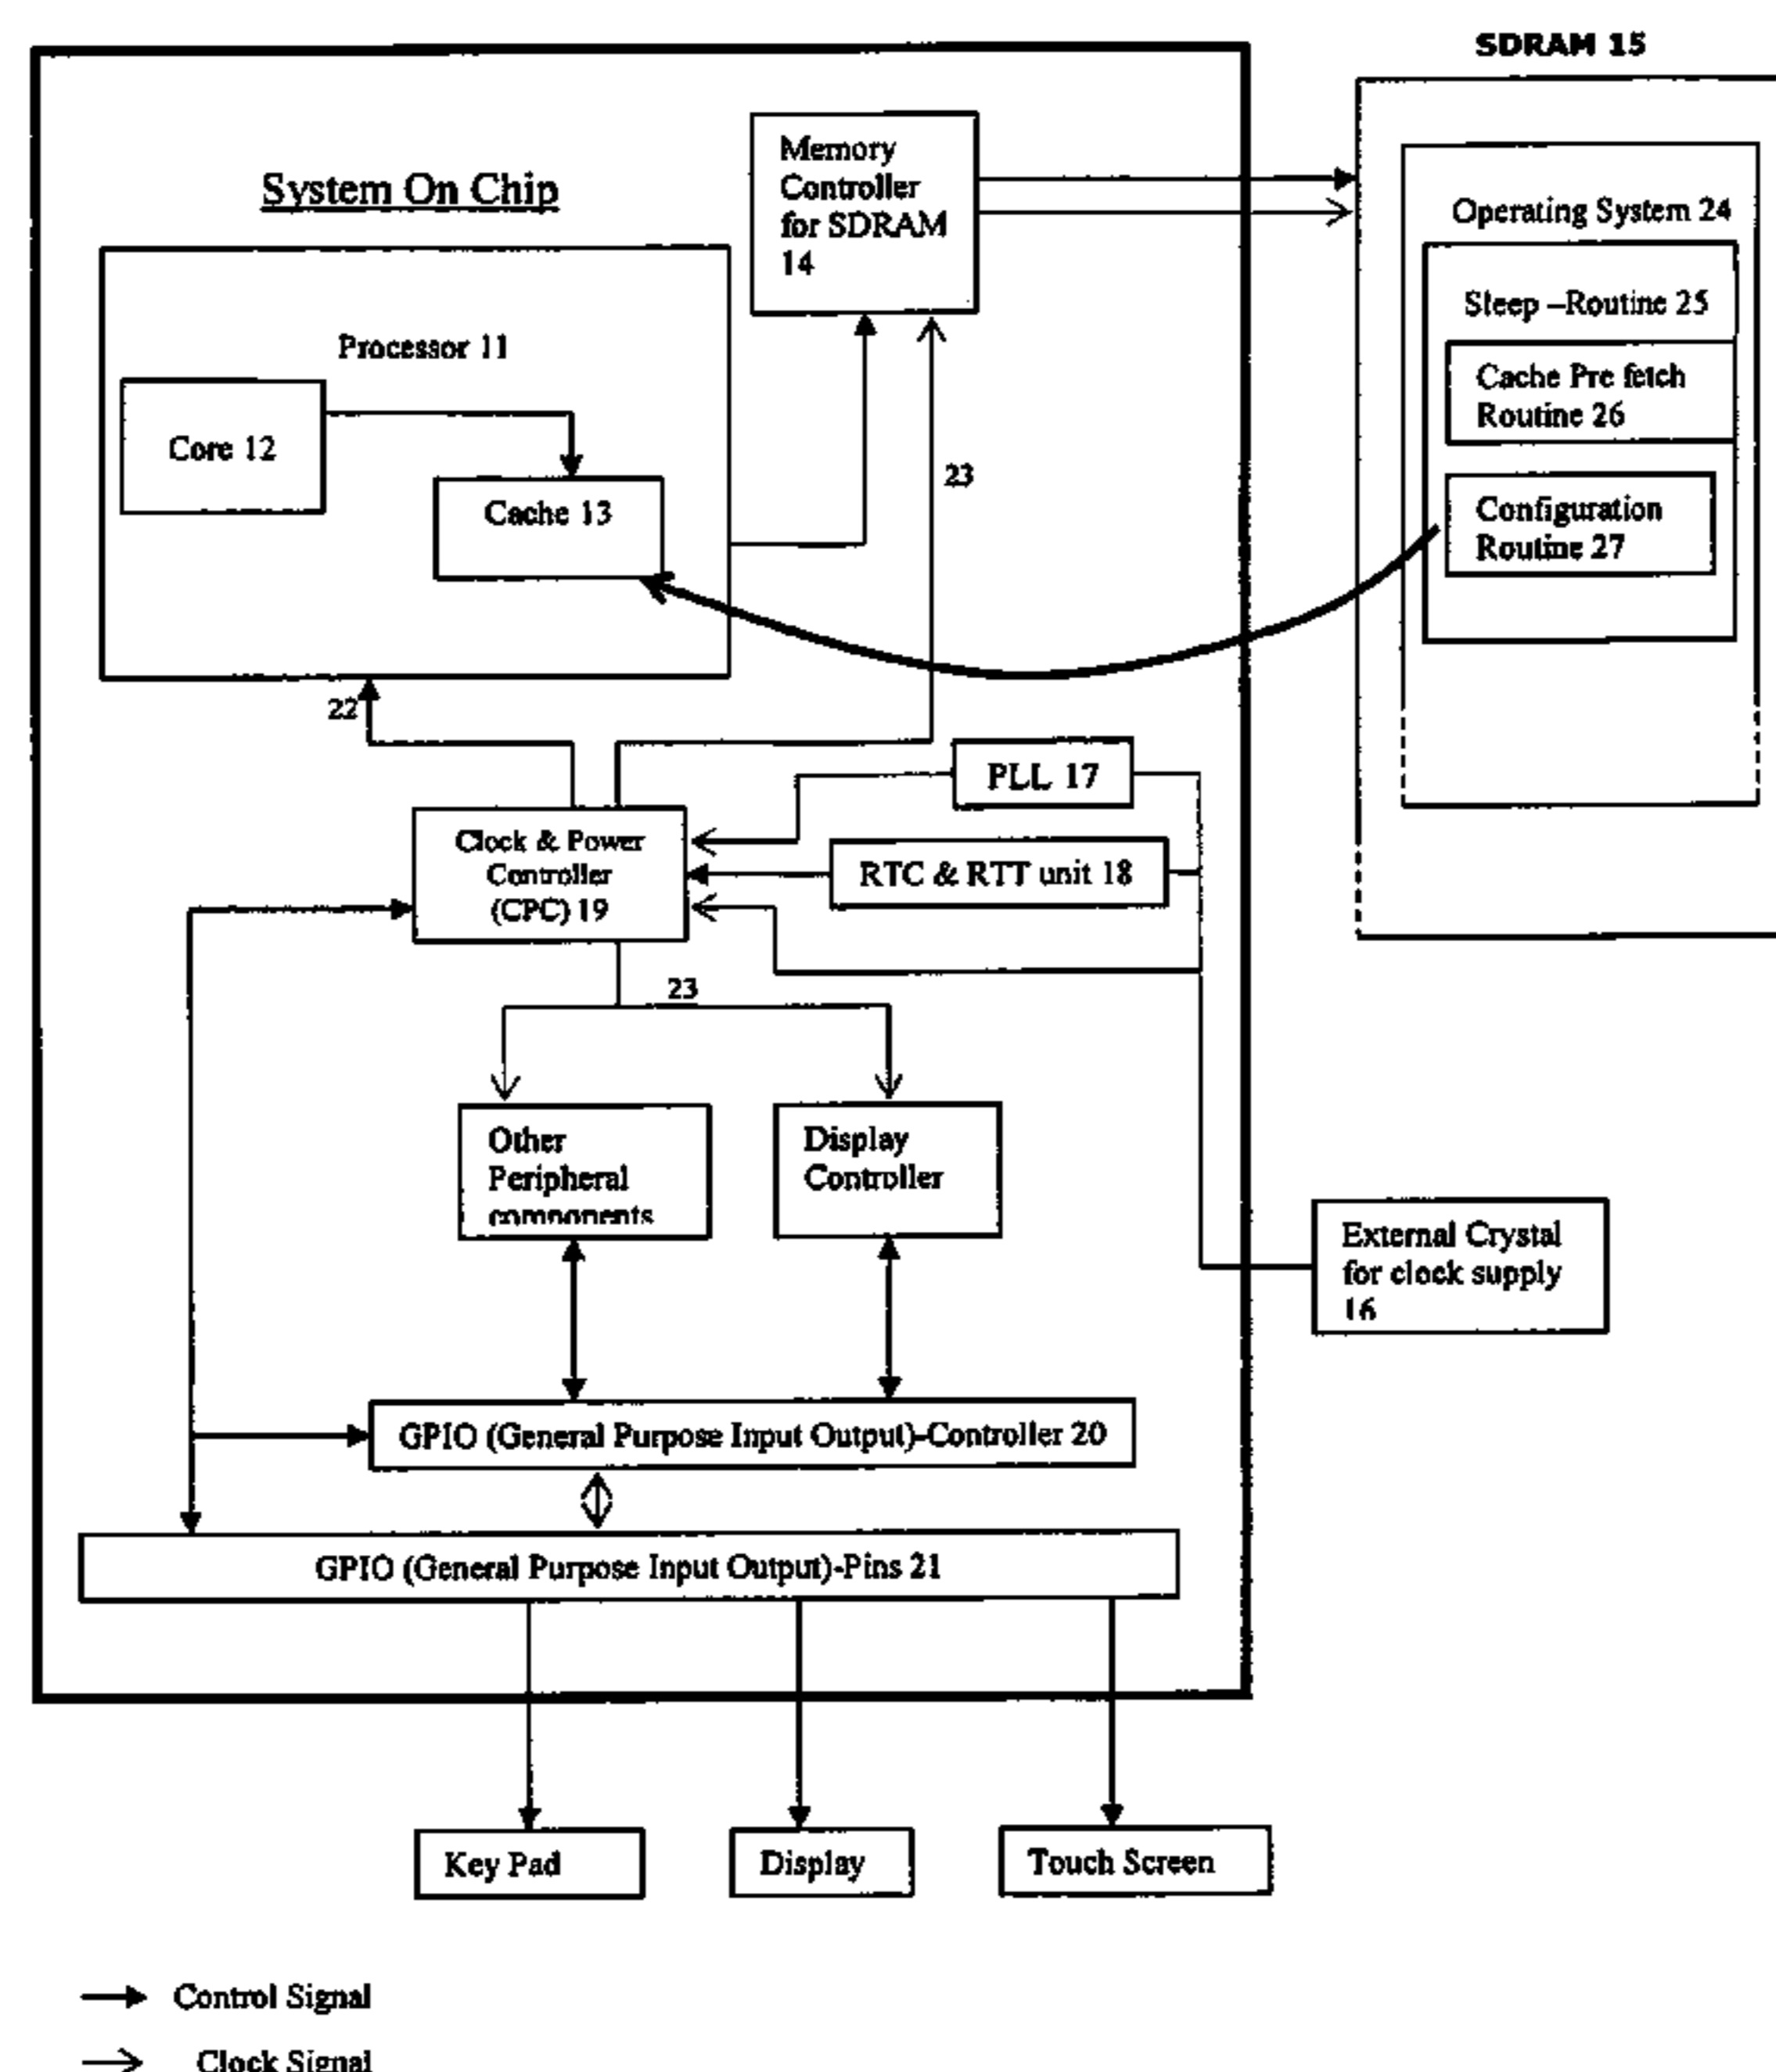 SDRAM 15
System On Chip
Memory
Controller
for SDRAM
14
Operating System 24
Sleep –Routine 25
Cache Pre fetch
Routine 26
Configuration
Routine 27
Processor 11
Core 12
Cache 13
23
22
PLL 17
Clock & Power
Controller
(CPC) 19
RTC & RTT unit 18
23
Other
Peripheral
components
Display
Controller
External Crystal
for clock supply
16
GPIO (General Purpose Input Output)-Controller 20
GPIO (General Purpose Input Output)-Pins 21
Key Pad
Display
Touch Screen
Control Signal
Clock Signal